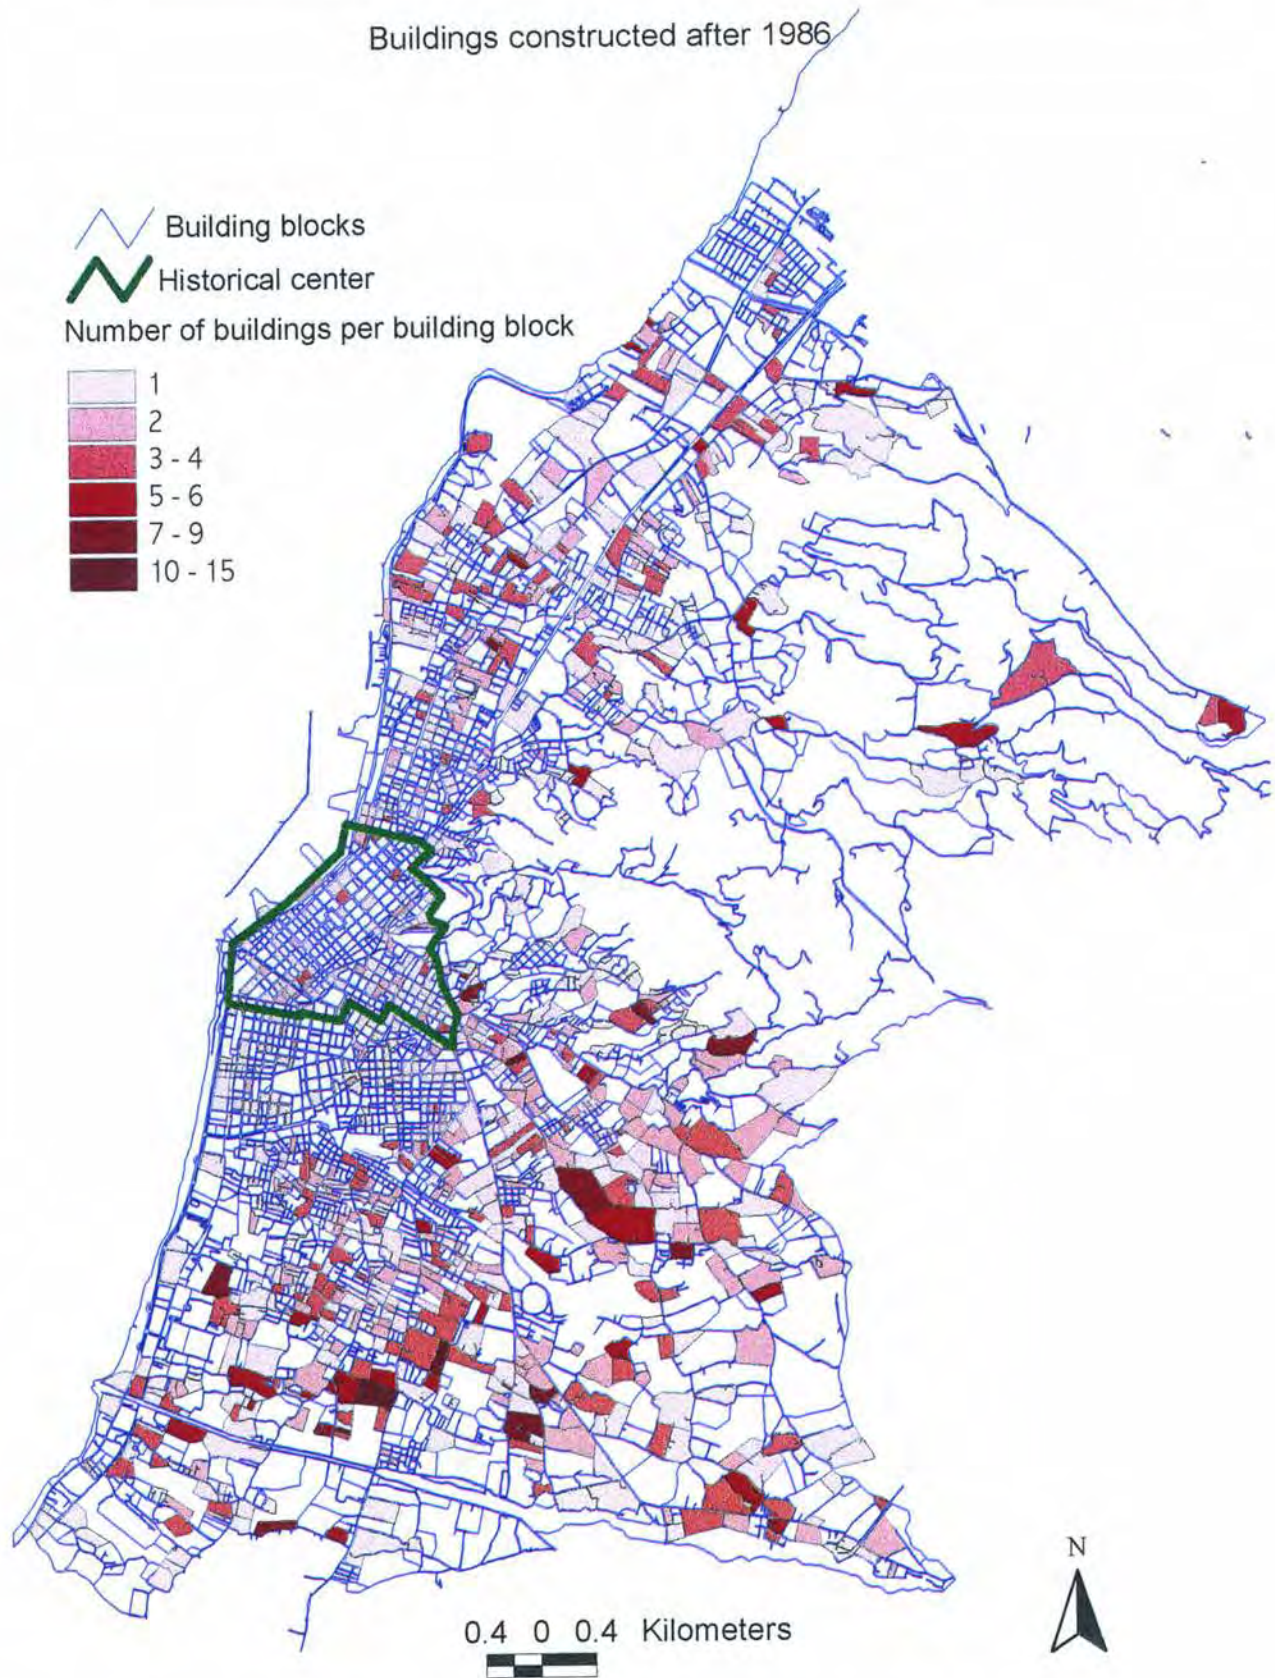 Buildings constructed after 1986
Building blocks
Historical center
Number of buildings per building block
1
2
3 - 4
5 - 6
7 - 9
10 - 15
N
0.4 0 0.4 Kilometers